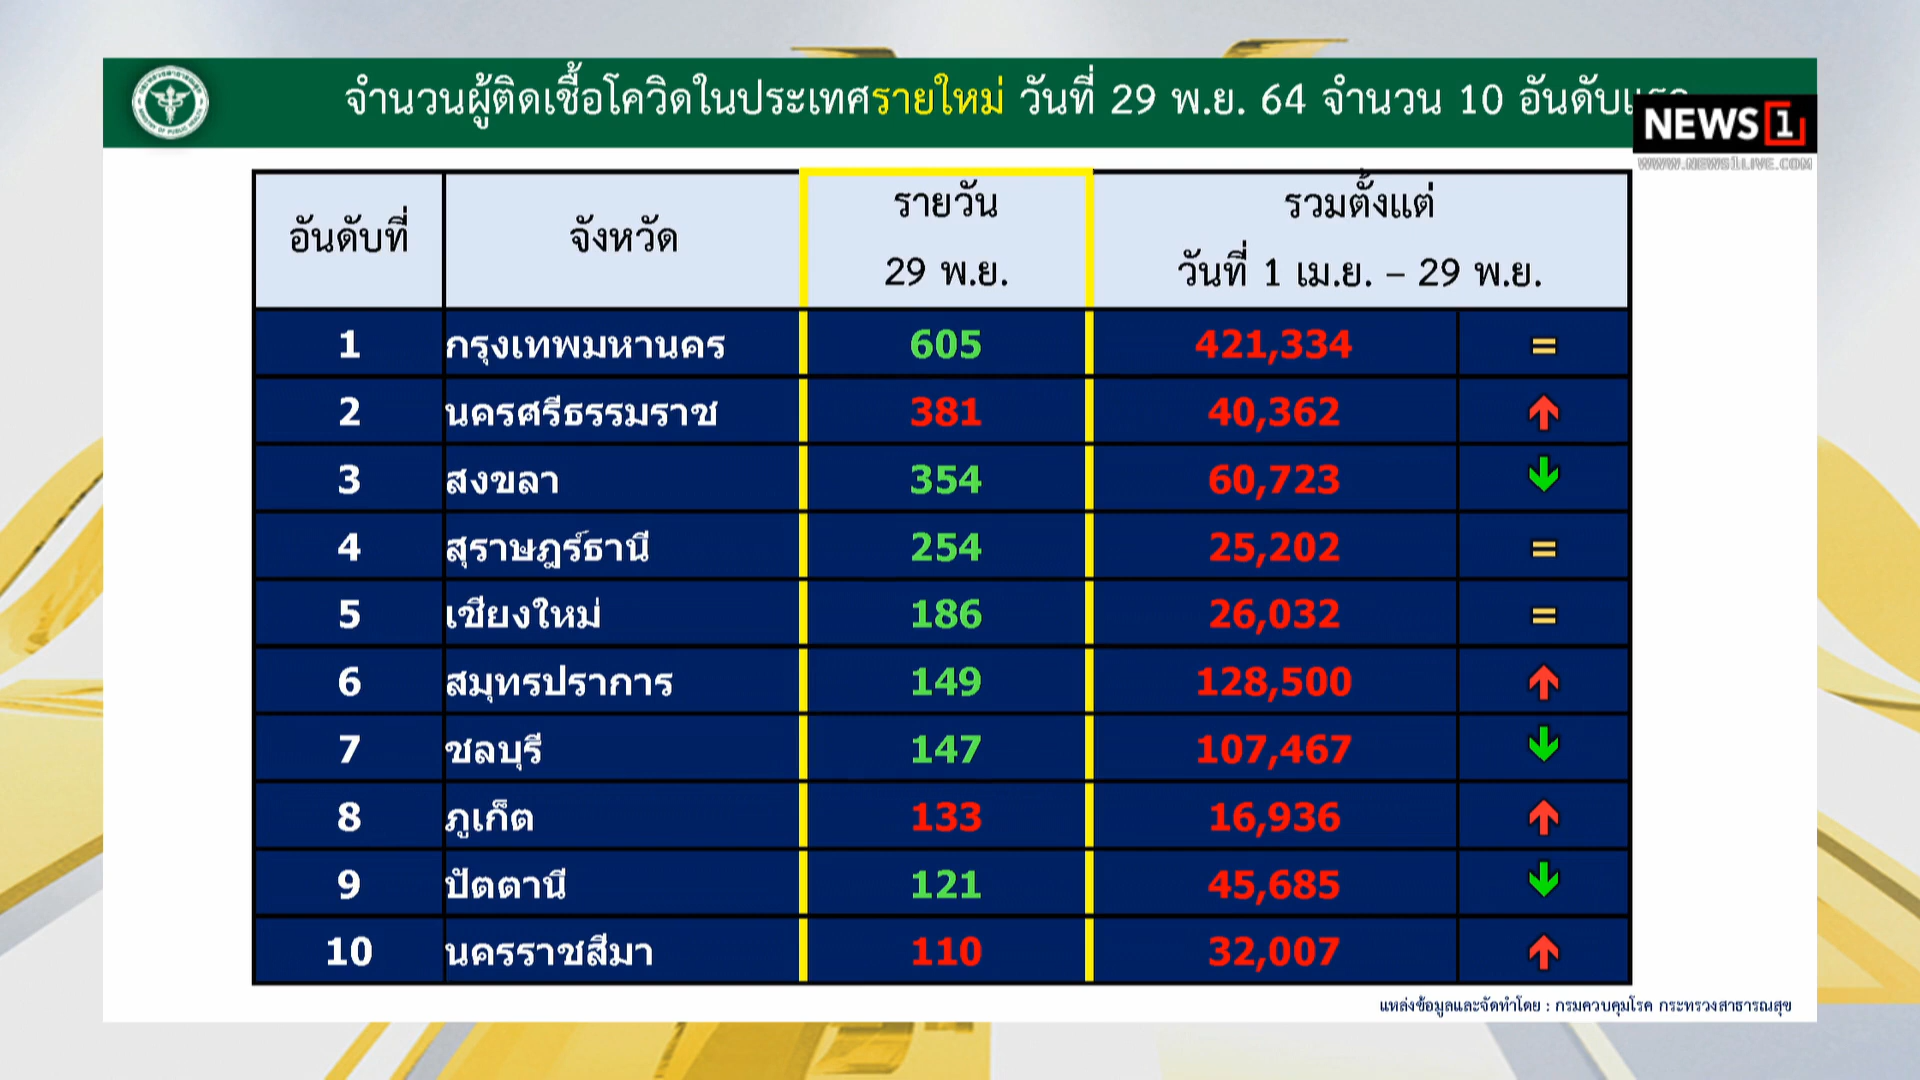 จำนวนผู้ติดเชื้อโควิดในประเทศรายใหม่ วันที่ 29 พ.ย. 64 จำนวน 10 อันดับแรก
NEWS 1
WWW.NEWS1LIVE.COM
อันดับที่ จังหวัด รายวัน 29 พ.ย. รวมตั้งแต่ วันที่ 1 เม.ย. – 29 พ.ย.
1 กรุงเทพมหานคร 605 421,334 =
2 นครศรีธรรมราช 381 40,362 ↑
3 สงขลา 354 60,723 ↓
4 สุราษฎร์ธานี 254 25,202 =
5 เชียงใหม่ 186 26,032 =
6 สมุทรปราการ 149 128,500 ↑
7 ชลบุรี 147 107,467 ↓
8 ภูเก็ต 133 16,936 ↑
9 ปัตตานี 121 45,685 ↓
10 นครราชสีมา 110 32,007 ↑
แหล่งข้อมูลและจัดทำโดย : กรมควบคุมโรค กระทรวงสาธารณสุข